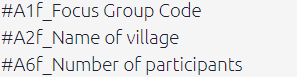 #A1f_Focus Group Code
#A2f_Name of village
#A6f_Number of participants